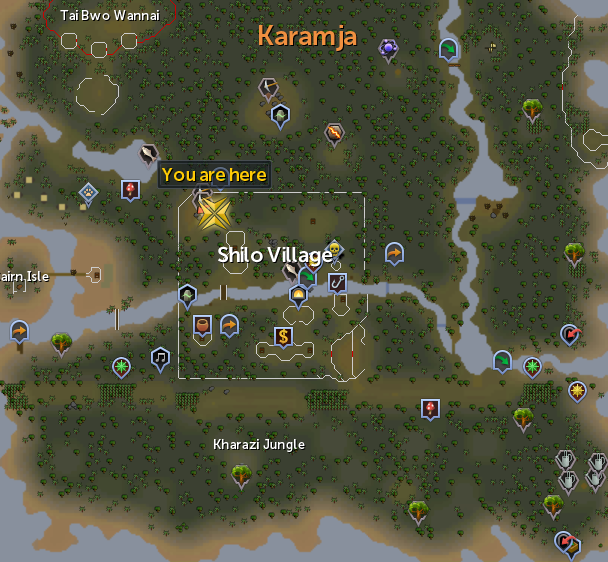 Tai Bwo Wannai
Karamja
You are here
Shilo Village
airn Isle
$
Kharazi Jungle